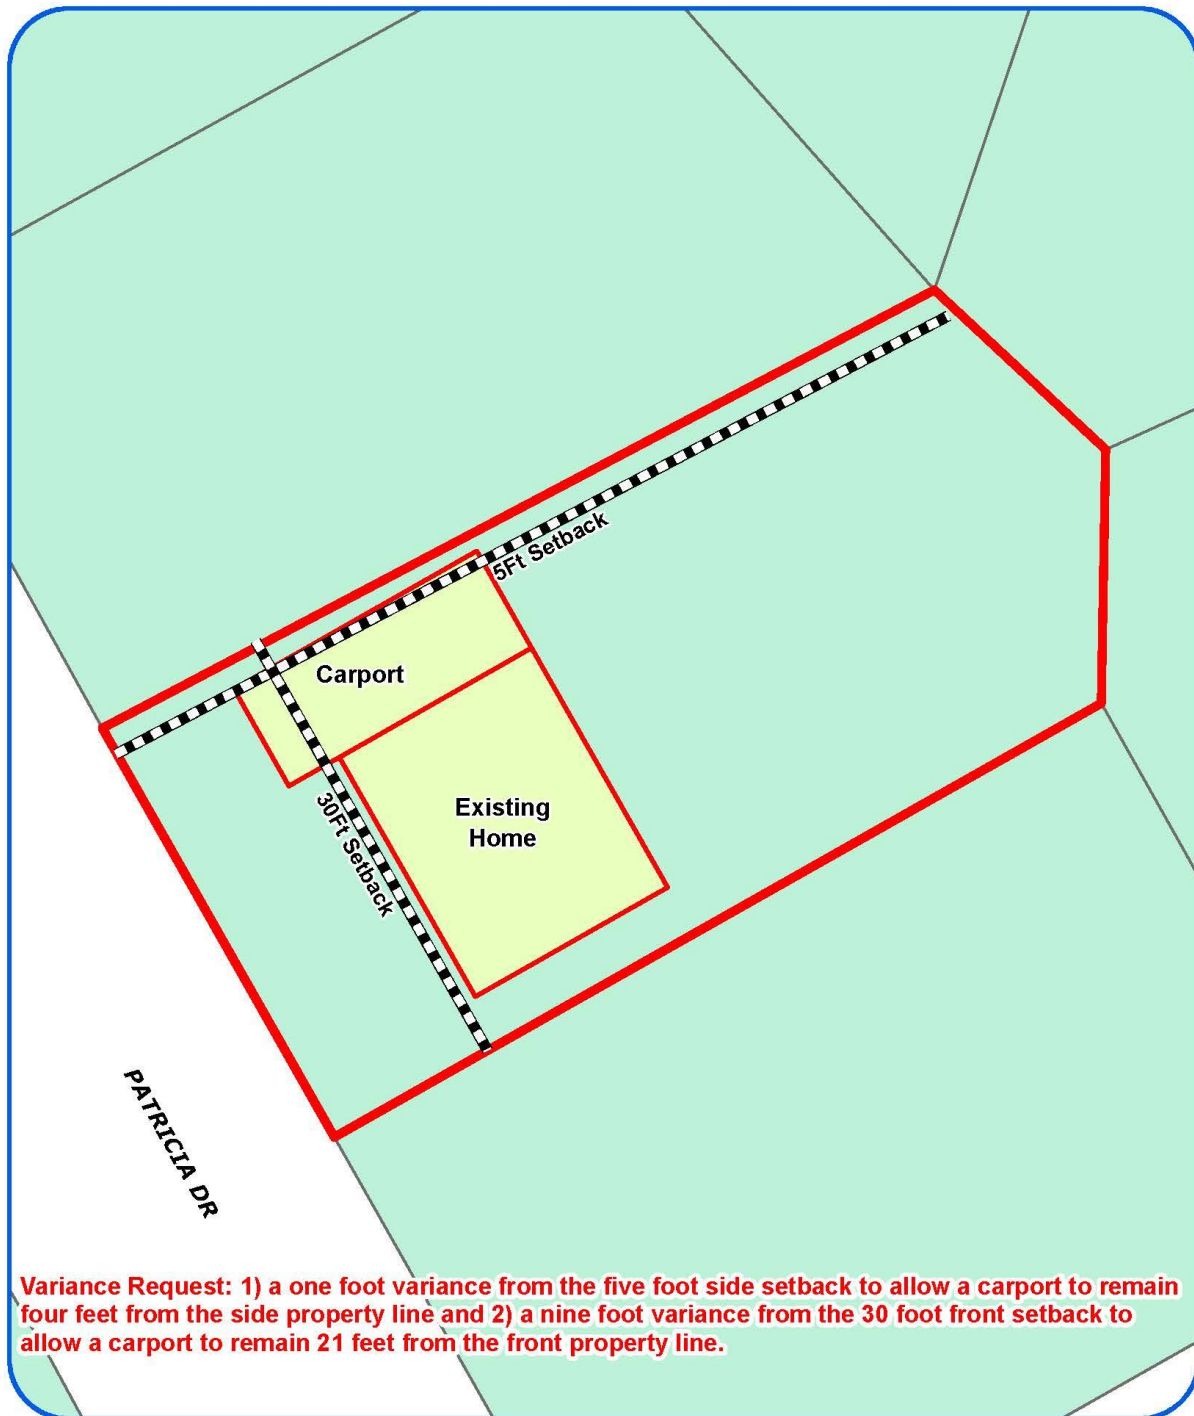 5Ft Setback
Carport
30Ft Setback
Existing
Home
PATRICIA DR
Variance Request: 1) a one foot variance from the five foot side setback to allow a carport to remain
four feet from the side property line and 2) a nine foot variance from the 30 foot front setback to
allow a carport to remain 21 feet from the front property line.